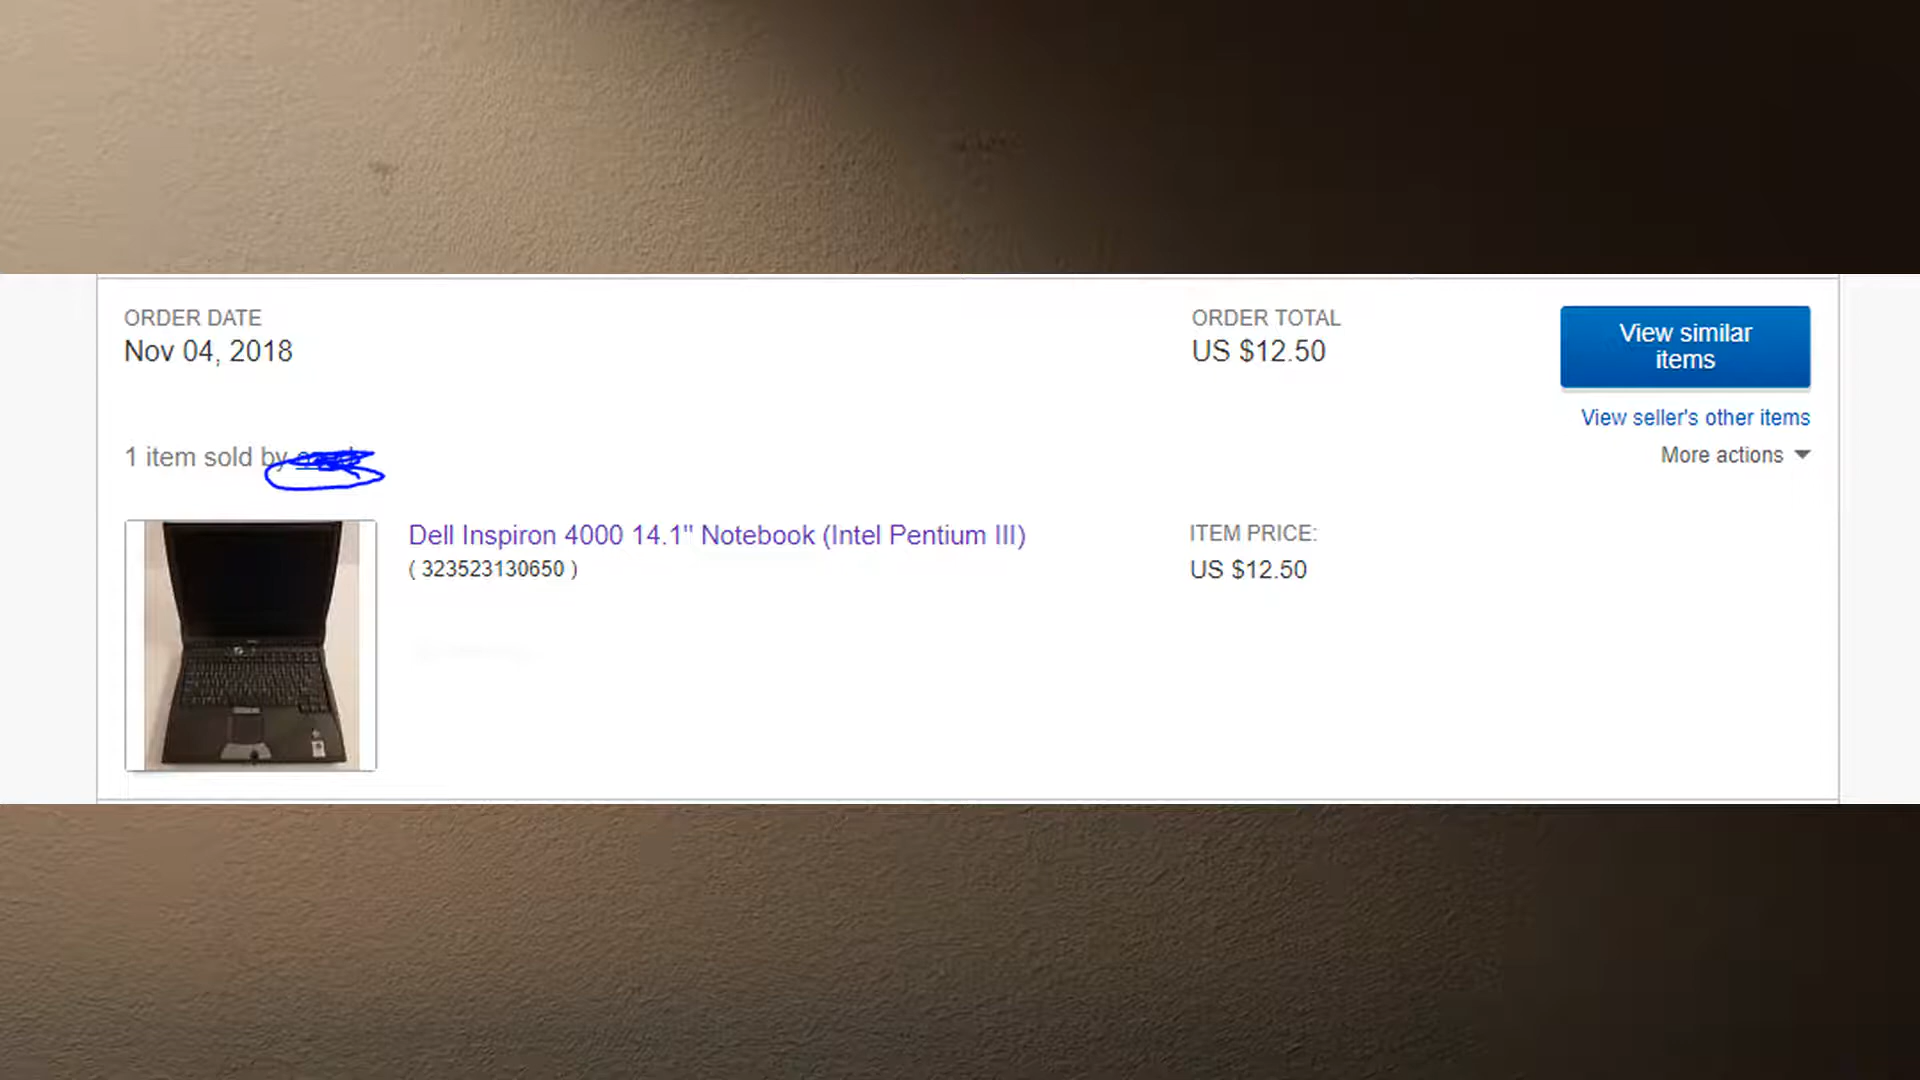 ORDER DATE
Nov 04, 2018
ORDER TOTAL
US $12.50
View similar
items
View seller's other items
More actions
1 item sold by
Dell Inspiron 4000 14.1" Notebook (Intel Pentium III)
( 323523130650 )
ITEM PRICE:
US $12.50